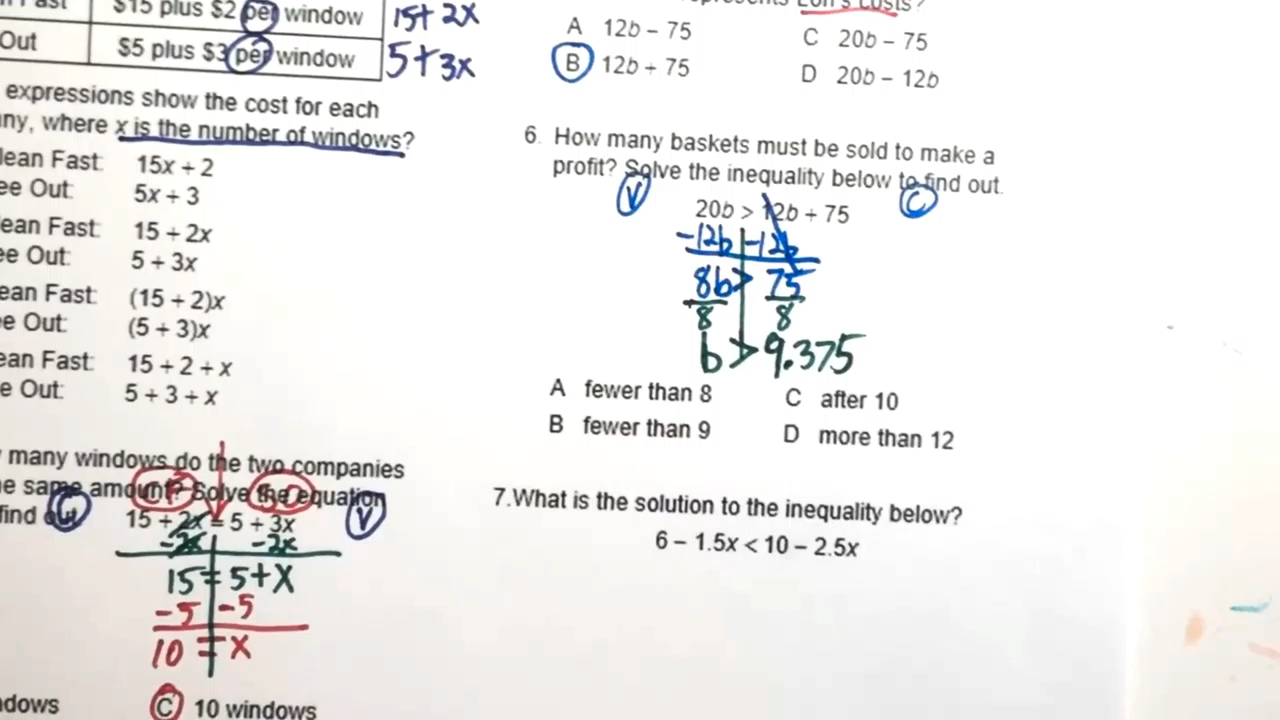 $15 plus $2 per window 15+ 2x
Out $5 plus $3 per window 5+3x
expressions show the cost for each
any, where x is the number of windows?
lean Fast: 15x + 2
ee Out: 5x + 3
ean Fast: 15 + 2x
ee Out: 5 + 3x
ean Fast: (15 + 2)x
e Out: (5 + 3)x
ean Fast: 15 + 2 + x
e Out: 5 + 3 + x
many windows do the two companies
e same amount? Solve the equation
find out C V
15 + 2x = 5 + 3x
-2x -2x
15 = 5+x
-5 -5
10 = x
C 10 windows
Lori's costs?
A 12b – 75
B 12b + 75
C 20b – 75
D 20b – 12b
6. How many baskets must be sold to make a
profit? Solve the inequality below to find out.
V C
20b > 12b + 75
-12b -12b
8b > 75
8 8
b > 9.375
A fewer than 8
B fewer than 9
C after 10
D more than 12
7.What is the solution to the inequality below?
6 – 1.5x < 10 – 2.5x